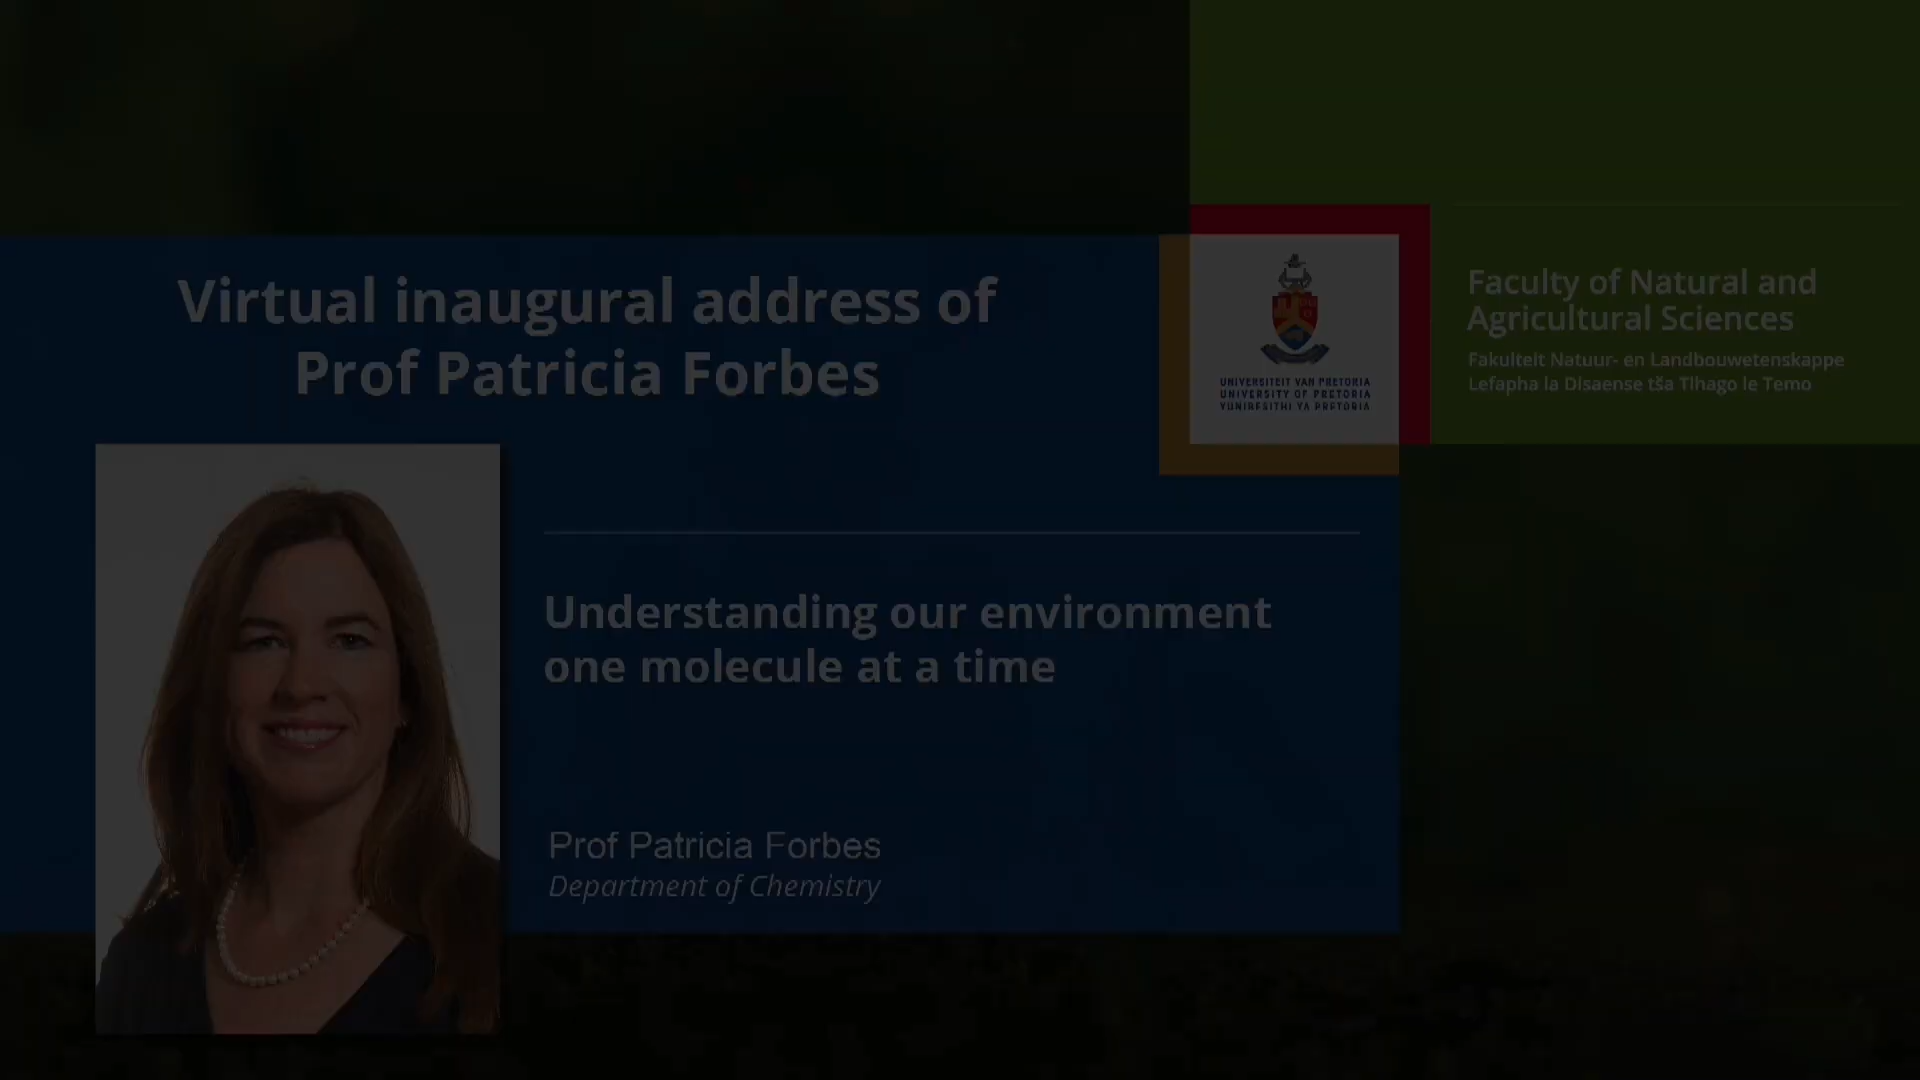 Virtual inaugural address of
Prof Patricia Forbes
UNIVERSITEIT VAN PRETORIA
UNIVERSITY OF PRETORIA
YUNIBESITHI YA PRETORIA
Faculty of Natural and
Agricultural Sciences
Fakulteit Natuur- en Landbouwetenskappe
Lefapha la Disaense tša Tlhago le Temo
Understanding our environment
one molecule at a time
Prof Patricia Forbes
Department of Chemistry